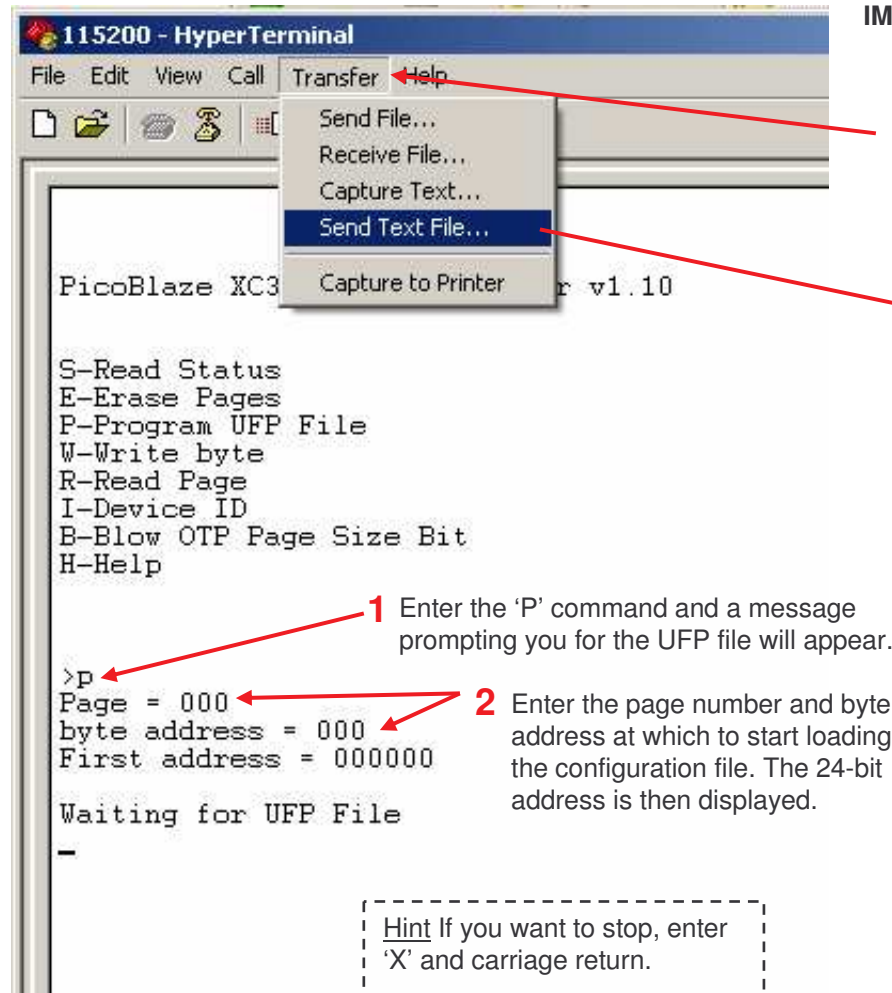 IM
115200 - HyperTerminal
File Edit View Call Transfer Help
Send File...
Receive File...
Capture Text...
Send Text File...
Capture to Printer
PicoBlaze XC3 r v1.10
S-Read Status
E-Erase Pages
P-Program UFP File
W-Write byte
R-Read Page
I-Device ID
B-Blow OTP Page Size Bit
H-Help
1 Enter the ‘P’ command and a message
prompting you for the UFP file will appear.
>p
Page = 000
byte address = 000
First address = 000000
2 Enter the page number and byte
address at which to start loading
the configuration file. The 24-bit
address is then displayed.
Waiting for UFP File
_
Hint If you want to stop, enter
‘X’ and carriage return.